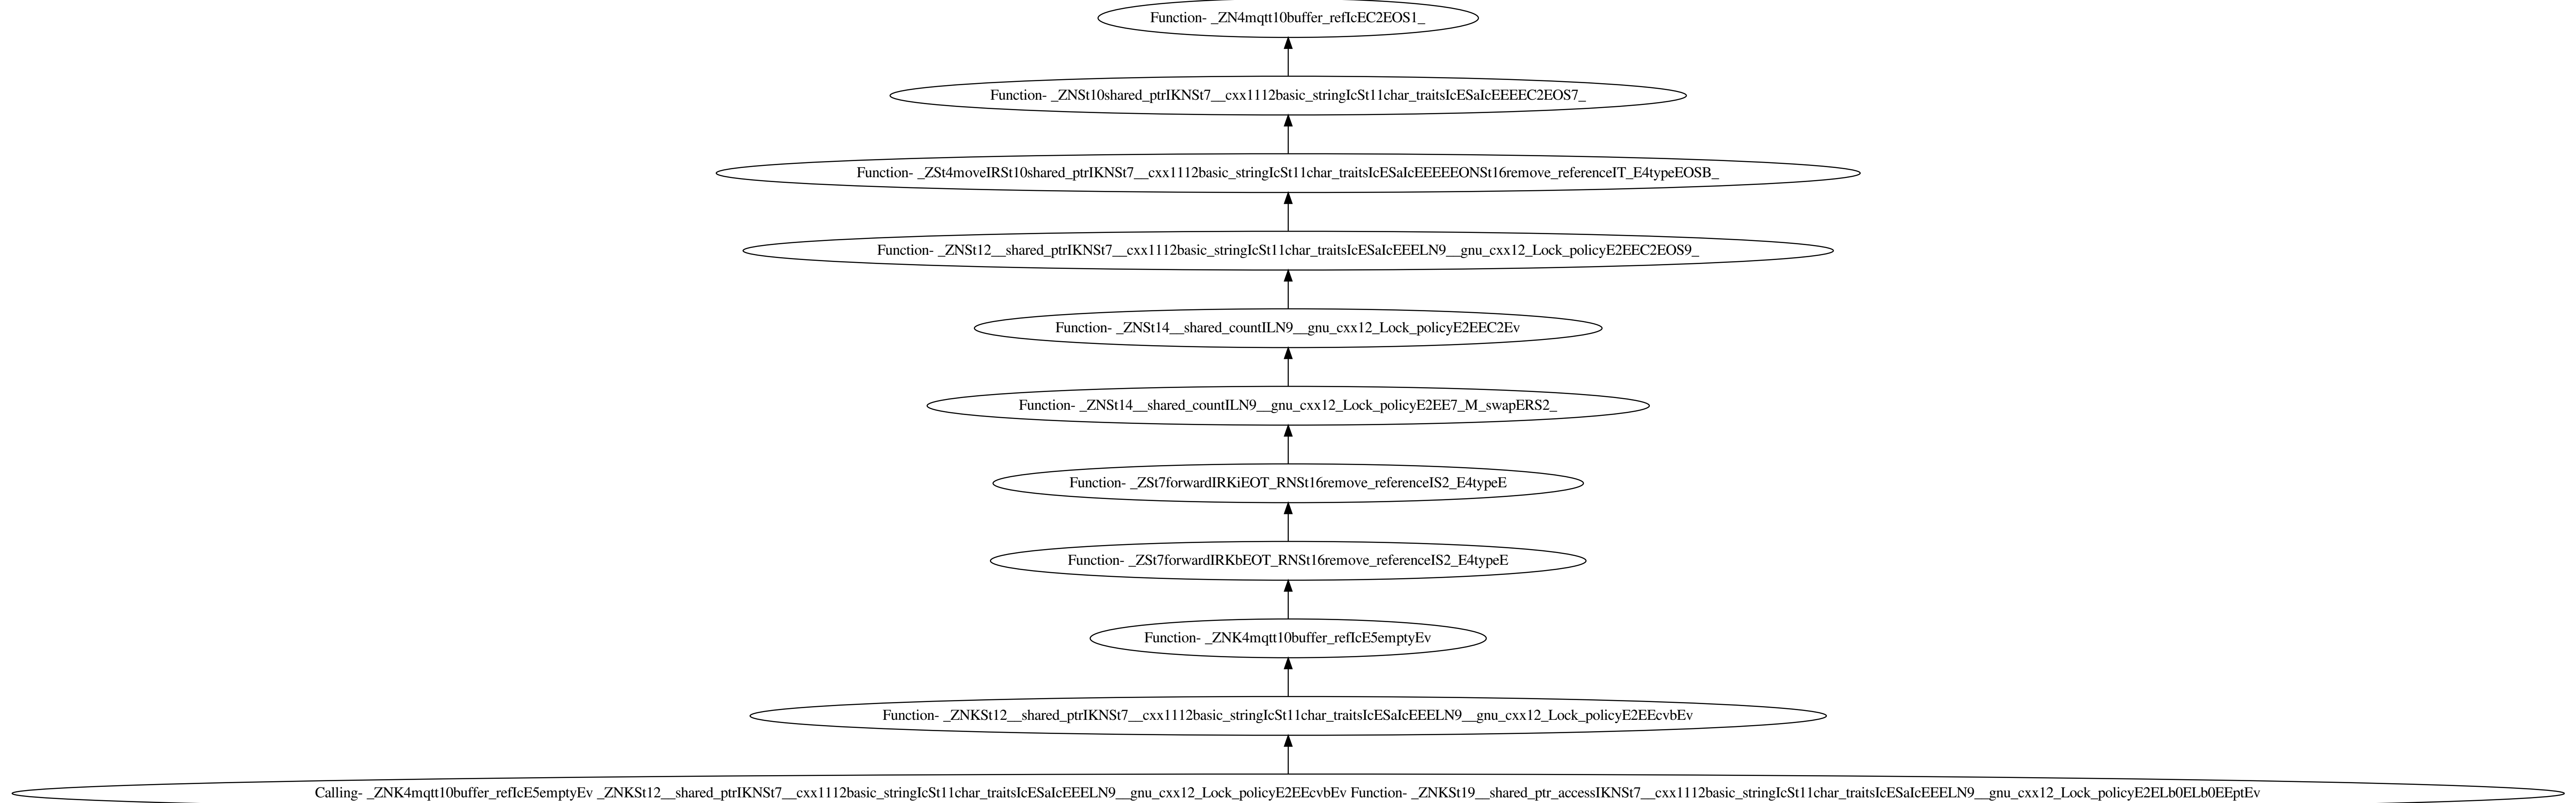 Function- _ZN4mqtt10buffer_refIcEC2EOS1_
Function- _ZNSt10shared_ptrIKNSt7__cxx1112basic_stringIcSt11char_traitsIcESaIcEEEEC2EOS7_
Function- _ZSt4moveIRSt10shared_ptrIKNSt7__cxx1112basic_stringIcSt11char_traitsIcESaIcEEEEEONSt16remove_referenceIT_E4typeEOSB_
Function- _ZNSt12__shared_ptrIKNSt7__cxx1112basic_stringIcSt11char_traitsIcESaIcEEELN9__gnu_cxx12_Lock_policyE2EEC2EOS9_
Function- _ZNSt14__shared_countILN9__gnu_cxx12_Lock_policyE2EEC2Ev
Function- _ZNSt14__shared_countILN9__gnu_cxx12_Lock_policyE2EE7_M_swapERS2_
Function- _ZSt7forwardIRKiEOT_RNSt16remove_referenceIS2_E4typeE
Function- _ZSt7forwardIRKbEOT_RNSt16remove_referenceIS2_E4typeE
Function- _ZNK4mqtt10buffer_refIcE5emptyEv
Function- _ZNKSt12__shared_ptrIKNSt7__cxx1112basic_stringIcSt11char_traitsIcESaIcEEELN9__gnu_cxx12_Lock_policyE2EEcvbEv
Calling- _ZNK4mqtt10buffer_refIcE5emptyEv _ZNKSt12__shared_ptrIKNSt7__cxx1112basic_stringIcSt11char_traitsIcESaIcEEELN9__gnu_cxx12_Lock_policyE2EEcvbEv Function- _ZNKSt19__shared_ptr_accessIKNSt7__cxx1112basic_stringIcSt11char_traitsIcESaIcEEELN9__gnu_cxx12_Lock_policyE2ELb0ELb0EEptEv